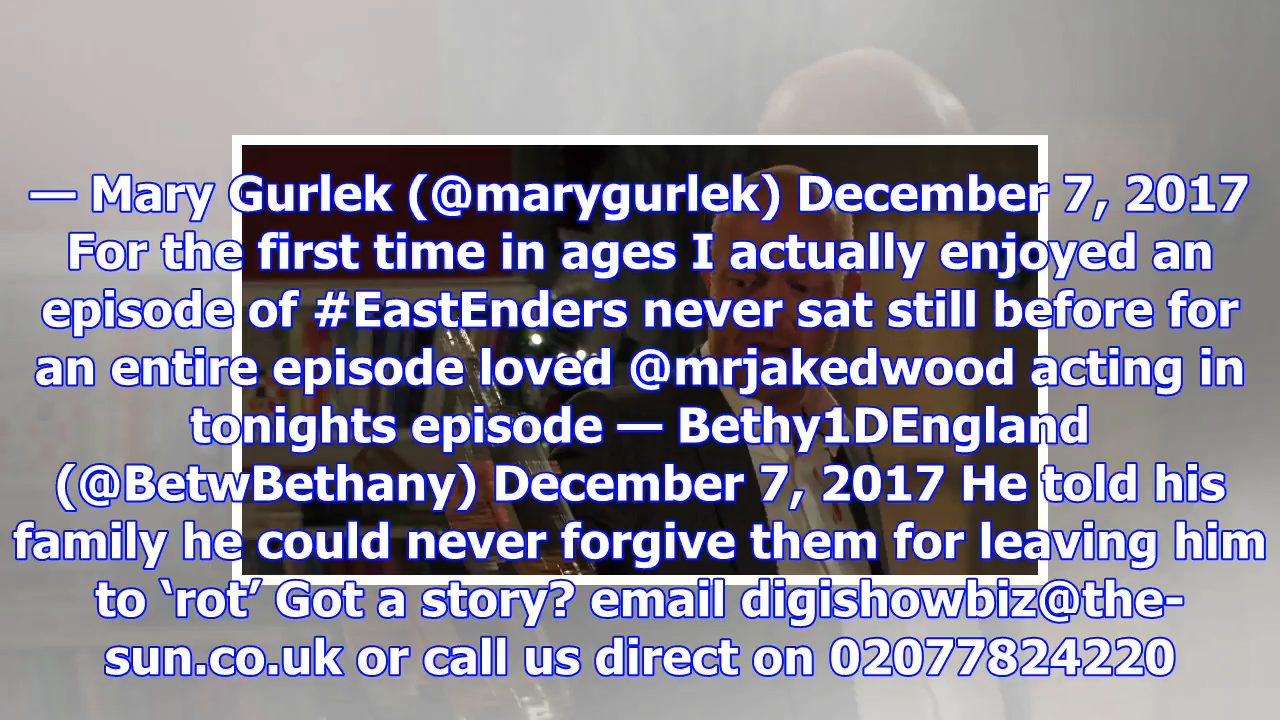 — Mary Gurlek (@marygurlek) December 7, 2017
For the first time in ages I actually enjoyed an
episode of #EastEnders never sat still before for
an entire episode loved @mrjakedwood acting in
tonights episode — Bethy1DEngland
(@BetwBethany) December 7, 2017 He told his
family he could never forgive them for leaving him
to ‘rot’ Got a story? email digishowbiz@the-
sun.co.uk or call us direct on 02077824220